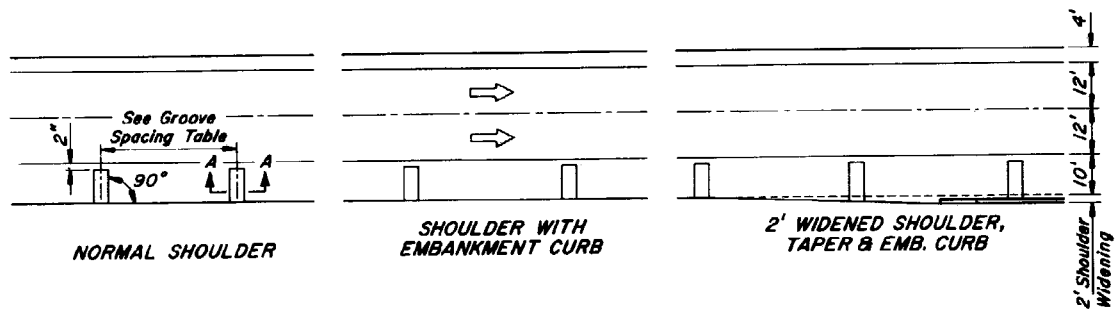 See Groove
Spacing Table
2"
A A
90°
NORMAL SHOULDER
SHOULDER WITH
EMBANKMENT CURB
2' WIDENED SHOULDER,
TAPER & EMB. CURB
4'
12'
12'
10'
2' Shoulder
Widening